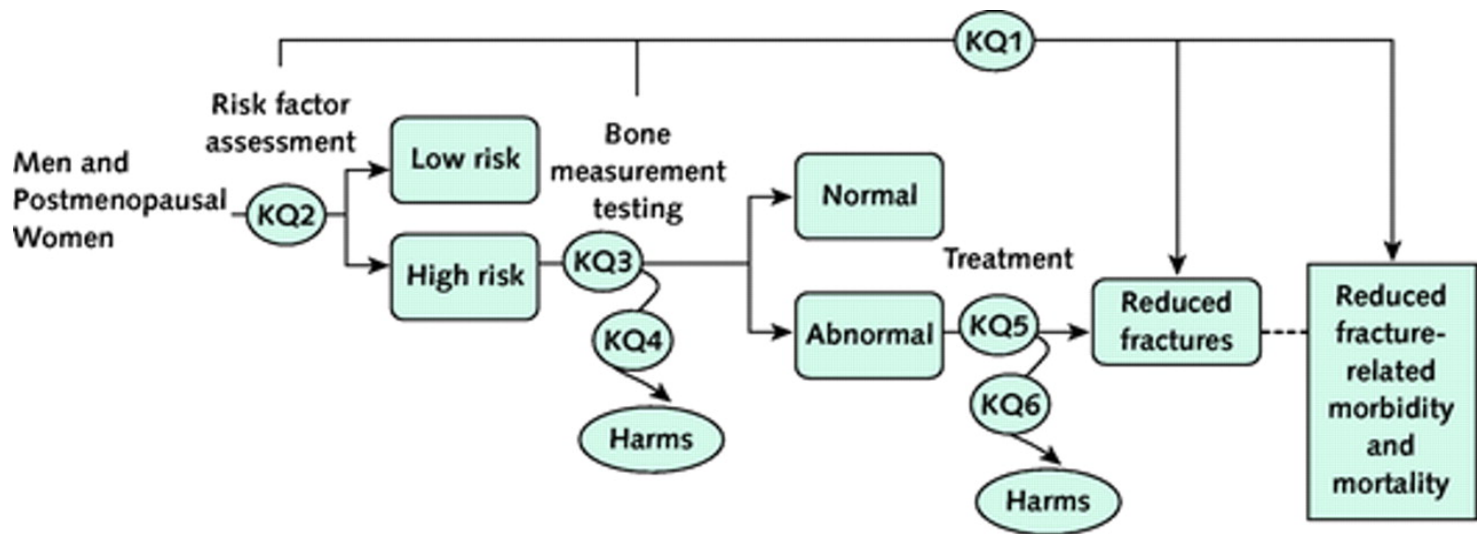 KQ1
Risk factor
assessment
Men and
Postmenopausal
Women
KQ2
Low risk
High risk
Bone
measurement
testing
KQ3
KQ4
Harms
Normal
Abnormal
Treatment
KQ5
KQ6
Harms
Reduced
fractures
Reduced
fracture-
related
morbidity
and
mortality